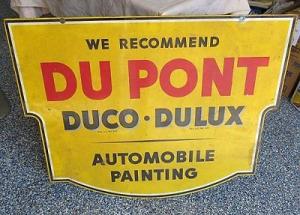 WE RECOMMEND
DU PONT
DUCO · DULUX
AUTOMOBILE
PAINTING